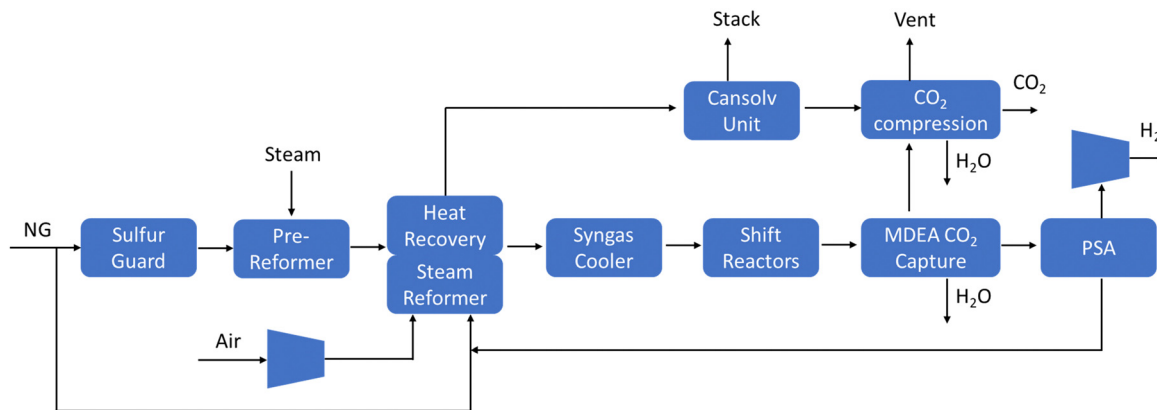 Stack
Vent
Cansolv
Unit
CO₂
compression
CO₂
H₂
Steam
H₂O
NG
Sulfur
Guard
Pre-
Reformer
Heat
Recovery
Steam
Reformer
Syngas
Cooler
Shift
Reactors
MDEA CO₂
Capture
PSA
H₂O
Air